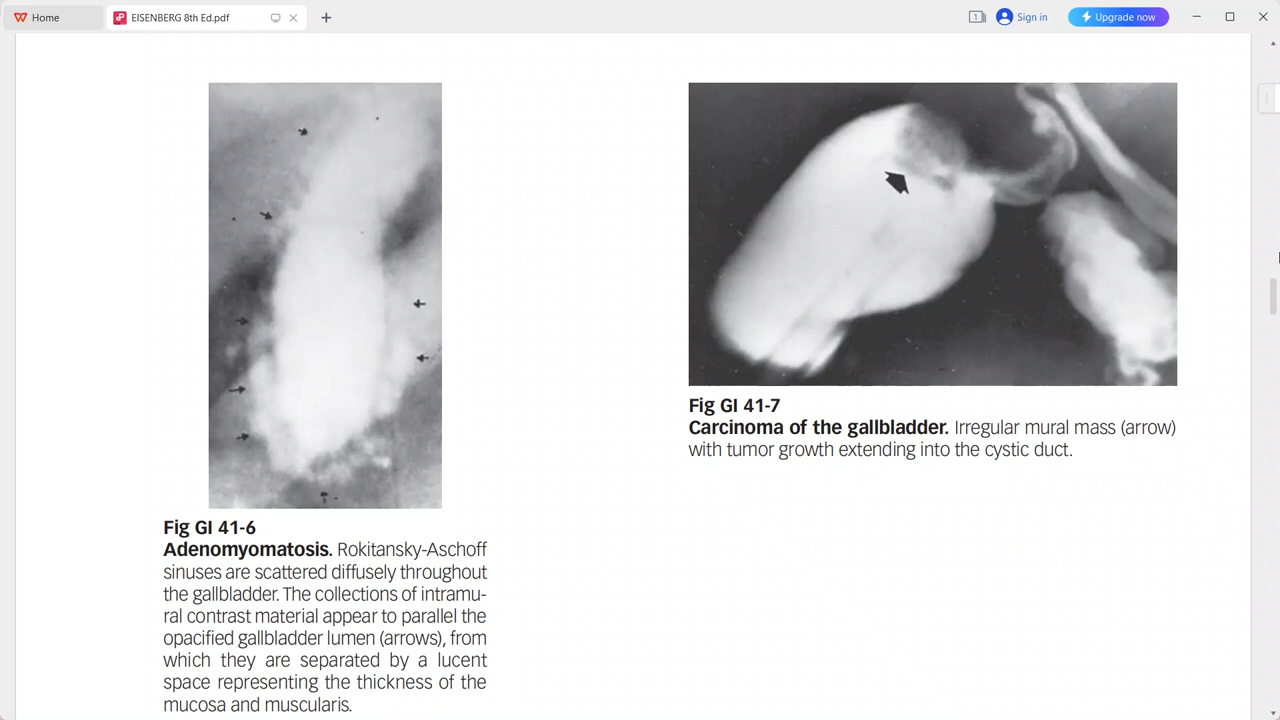 Home
EISENBERG 8th Ed.pdf
1
Sign in
Upgrade now
Fig GI 41-6
Adenomyomatosis. Rokitansky-Aschoff
sinuses are scattered diffusely throughout
the gallbladder. The collections of intramu-
ral contrast material appear to parallel the
opacified gallbladder lumen (arrows), from
which they are separated by a lucent
space representing the thickness of the
mucosa and muscularis.
Fig GI 41-7
Carcinoma of the gallbladder. Irregular mural mass (arrow)
with tumor growth extending into the cystic duct.